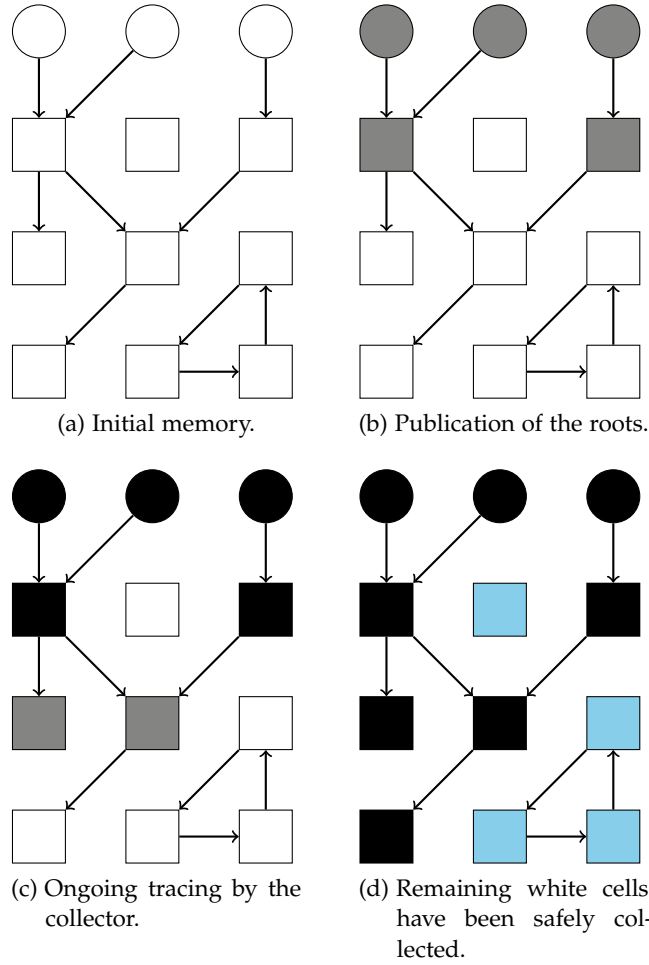 (a) Initial memory.
(b) Publication of the roots.
(c) Ongoing tracing by the
collector.
(d) Remaining white cells
have been safely col-
lected.